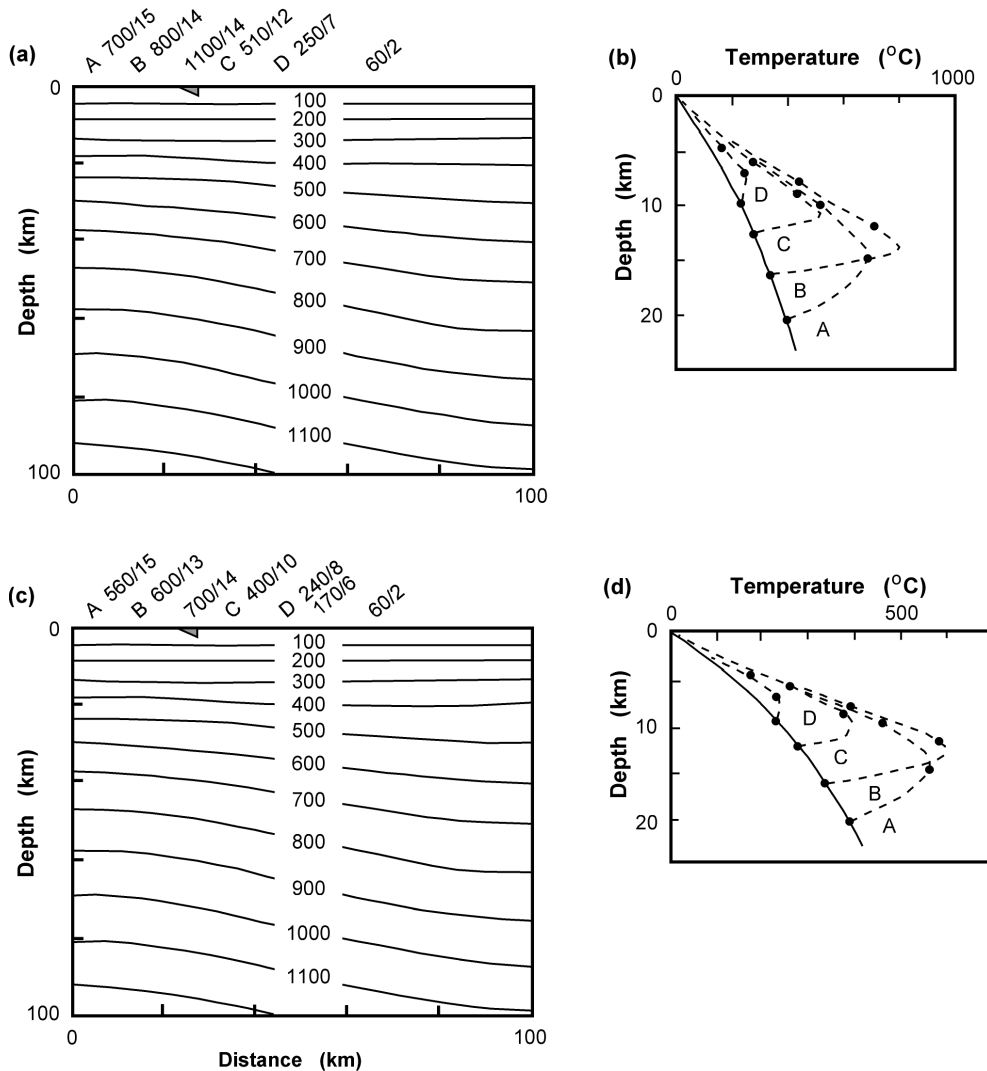 (a)
A 700/15
B 800/14
1100/14
C 510/12
D 250/7
60/2
0
100
200
300
400
500
600
700
800
900
1000
1100
100
Depth (km)
0
100
(b)
Temperature (°C)
0
1000
0
10
20
Depth (km)
D
C
B
A
(c)
A 560/15
B 600/13
700/14
C 400/10
D 240/8
170/6
60/2
0
100
200
300
400
500
600
700
800
900
1000
1100
100
Depth (km)
0
100
Distance (km)
(d)
Temperature (°C)
0
500
0
10
20
Depth (km)
D
C
B
A